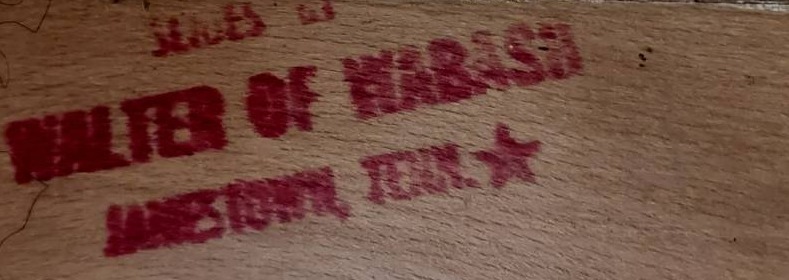 WALTER OF WABASH
JAMESTOWN, TENN.